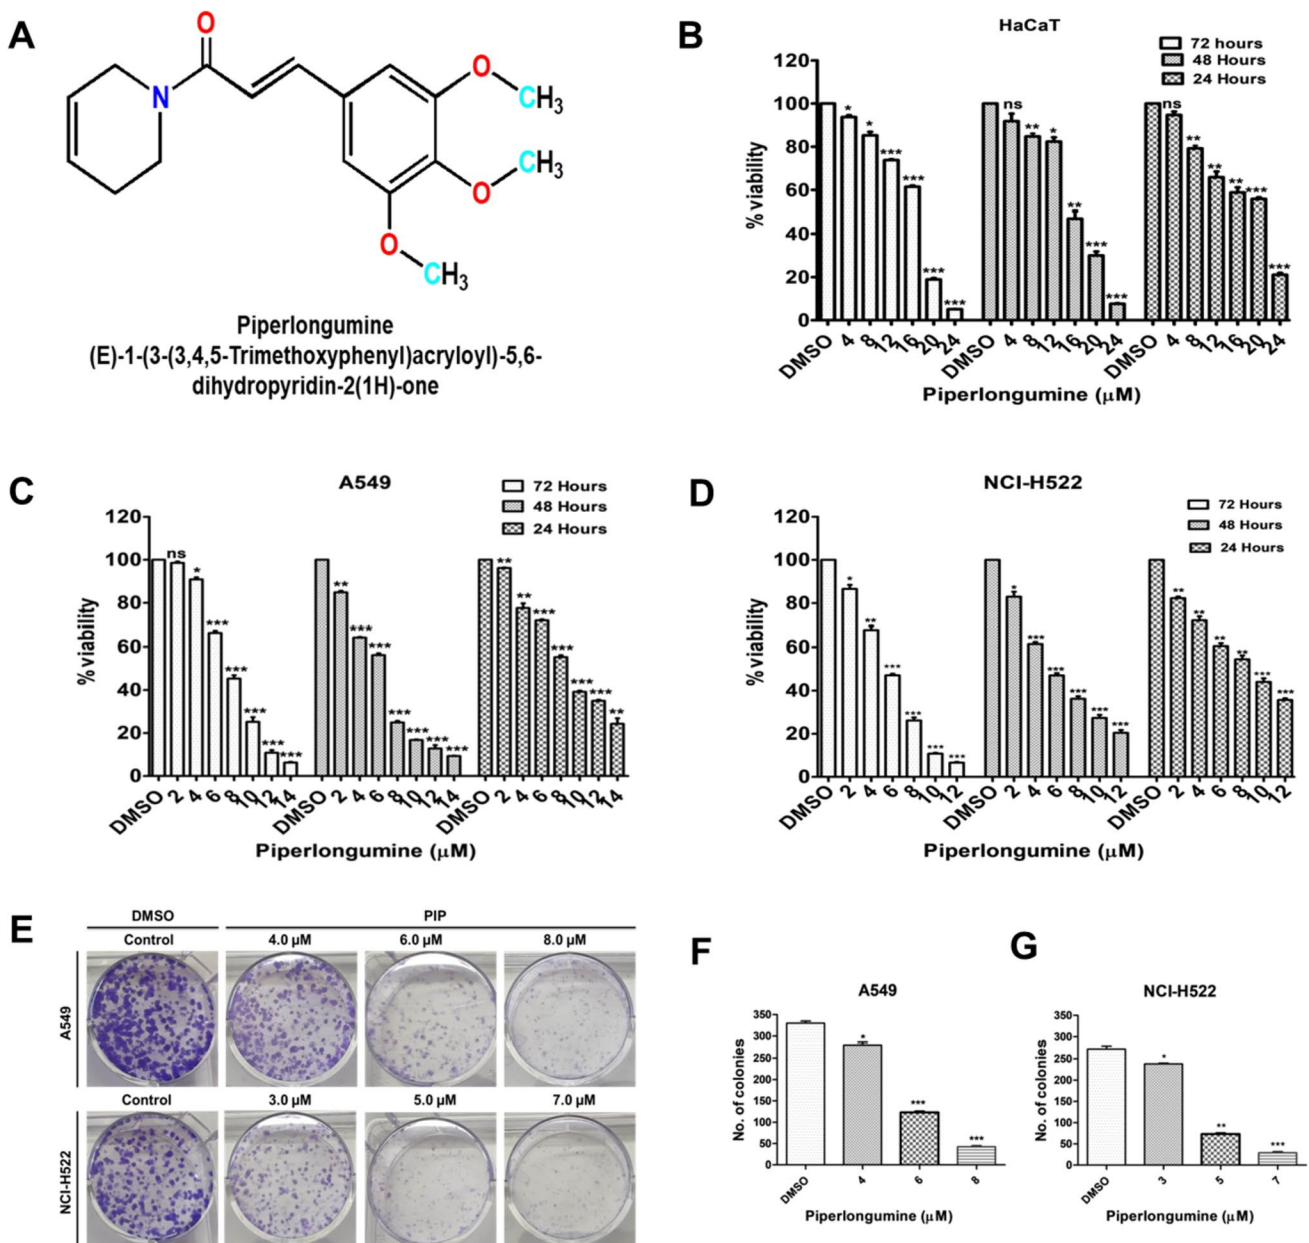 A
O
N
O
CH3
CH3
O
O
CH3
Piperlongumine
(E)-1-(3-(3,4,5-Trimethoxyphenyl)acryloyl)-5,6-
dihydropyridin-2(1H)-one
B
HaCaT
72 hours
48 Hours
24 Hours
% viability
120
100
80
60
40
20
0
* * *** *** *** ***
ns ** * ** *** ***
ns ** ** ** *** ***
DMSO 4 8 12 16 20 24 DMSO 4 8 12 16 20 24 DMSO 4 8 12 16 20 24
Piperlongumine (μM)
C
A549
72 Hours
48 Hours
24 Hours
% viability
120
100
80
60
40
20
0
ns * *** *** *** *** ***
** *** *** *** *** *** ***
** ** *** *** *** *** **
DMSO 2 4 6 8 10 12 14 DMSO 2 4 6 8 10 12 14 DMSO 2 4 6 8 10 12 14
Piperlongumine (μM)
D
NCI-H522
72 Hours
48 Hours
24 Hours
% viability
120
100
80
60
40
20
0
* ** *** *** *** ***
* *** *** *** *** ***
** ** ** ** *** ***
DMSO 2 4 6 8 10 12 DMSO 2 4 6 8 10 12 DMSO 2 4 6 8 10 12
Piperlongumine (μM)
E
DMSO PIP
Control 4.0 μM 6.0 μM 8.0 μM
A549
Control 3.0 μM 5.0 μM 7.0 μM
NCI-H522
F
A549
No. of colonies
350
300
250
200
150
100
50
0
* *** ***
DMSO 4 6 8
Piperlongumine (μM)
G
NCI-H522
No. of colonies
350
300
250
200
150
100
50
0
* ** ***
DMSO 3 5 7
Piperlongumine (μM)